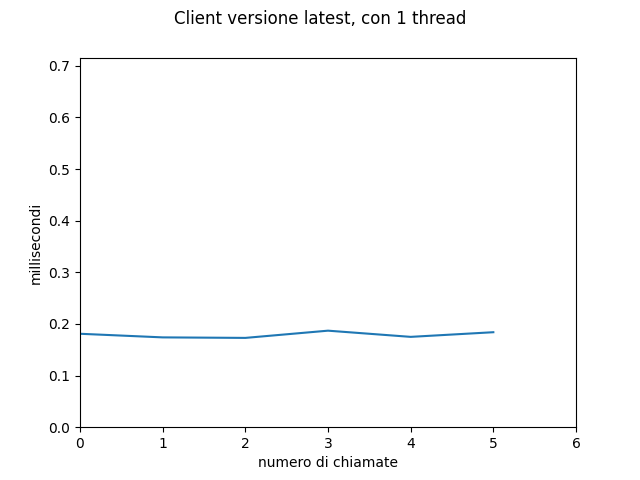 Client versione latest, con 1 thread
0.7
0.6
0.5
0.4
0.3
0.2
0.1
0.0
millisecondi
0 1 2 3 4 5 6
numero di chiamate